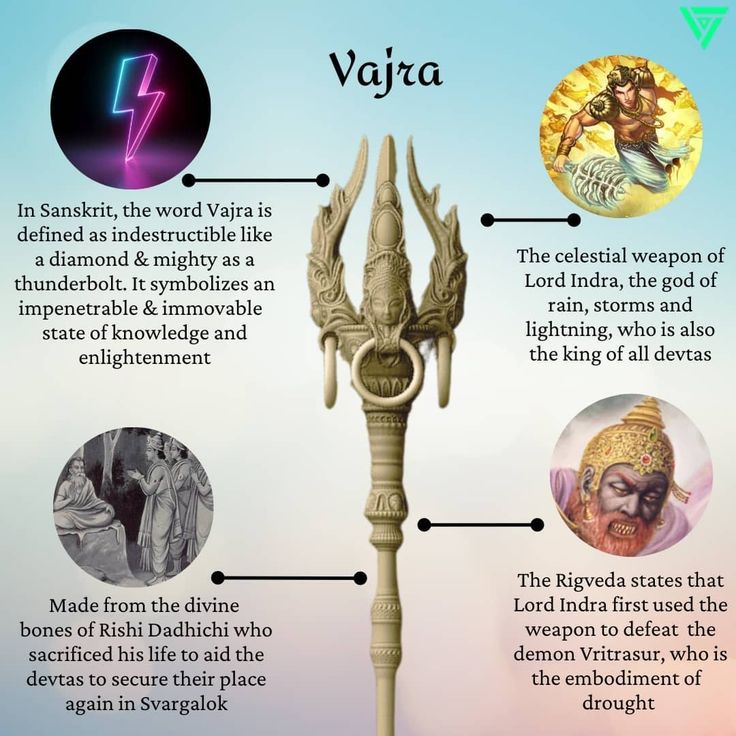 Vajra
In Sanskrit, the word Vajra is
defined as indestructible like
a diamond & mighty as a
thunderbolt. It symbolizes an
impenetrable & immovable
state of knowledge and
enlightenment
The celestial weapon of
Lord Indra, the god of
rain, storms and
lightning, who is also
the king of all devtas
Made from the divine
bones of Rishi Dadhichi who
sacrificed his life to aid the
devtas to secure their place
again in Svargalok
The Rigveda states that
Lord Indra first used the
weapon to defeat the
demon Vritrasur, who is
the embodiment of
drought